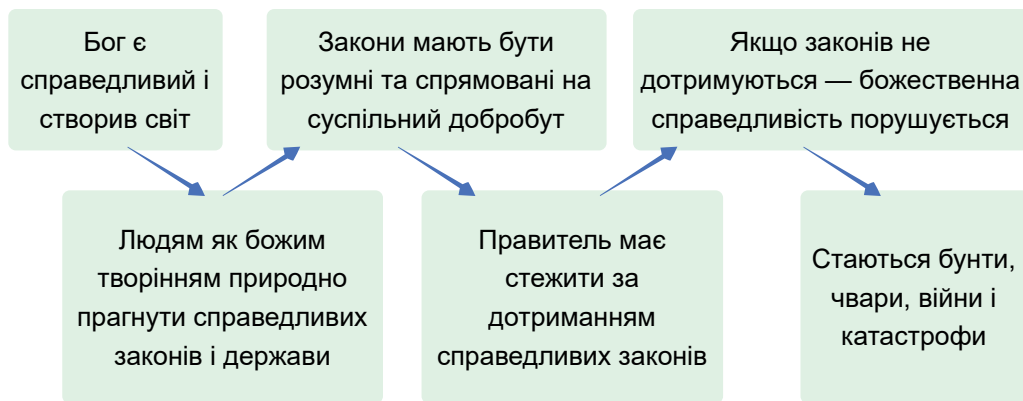 Бог є
справедливий і
створив світ
Людям як божим
творінням природно
прагнути справедливих
законів і держави
Закони мають бути
розумні та спрямовані на
суспільний добробут
Правитель має
стежити за
дотриманням
справедливих законів
Якщо законів не
дотримуються — божественна
справедливість порушується
Стаються бунти,
чвари, війни і
катастрофи